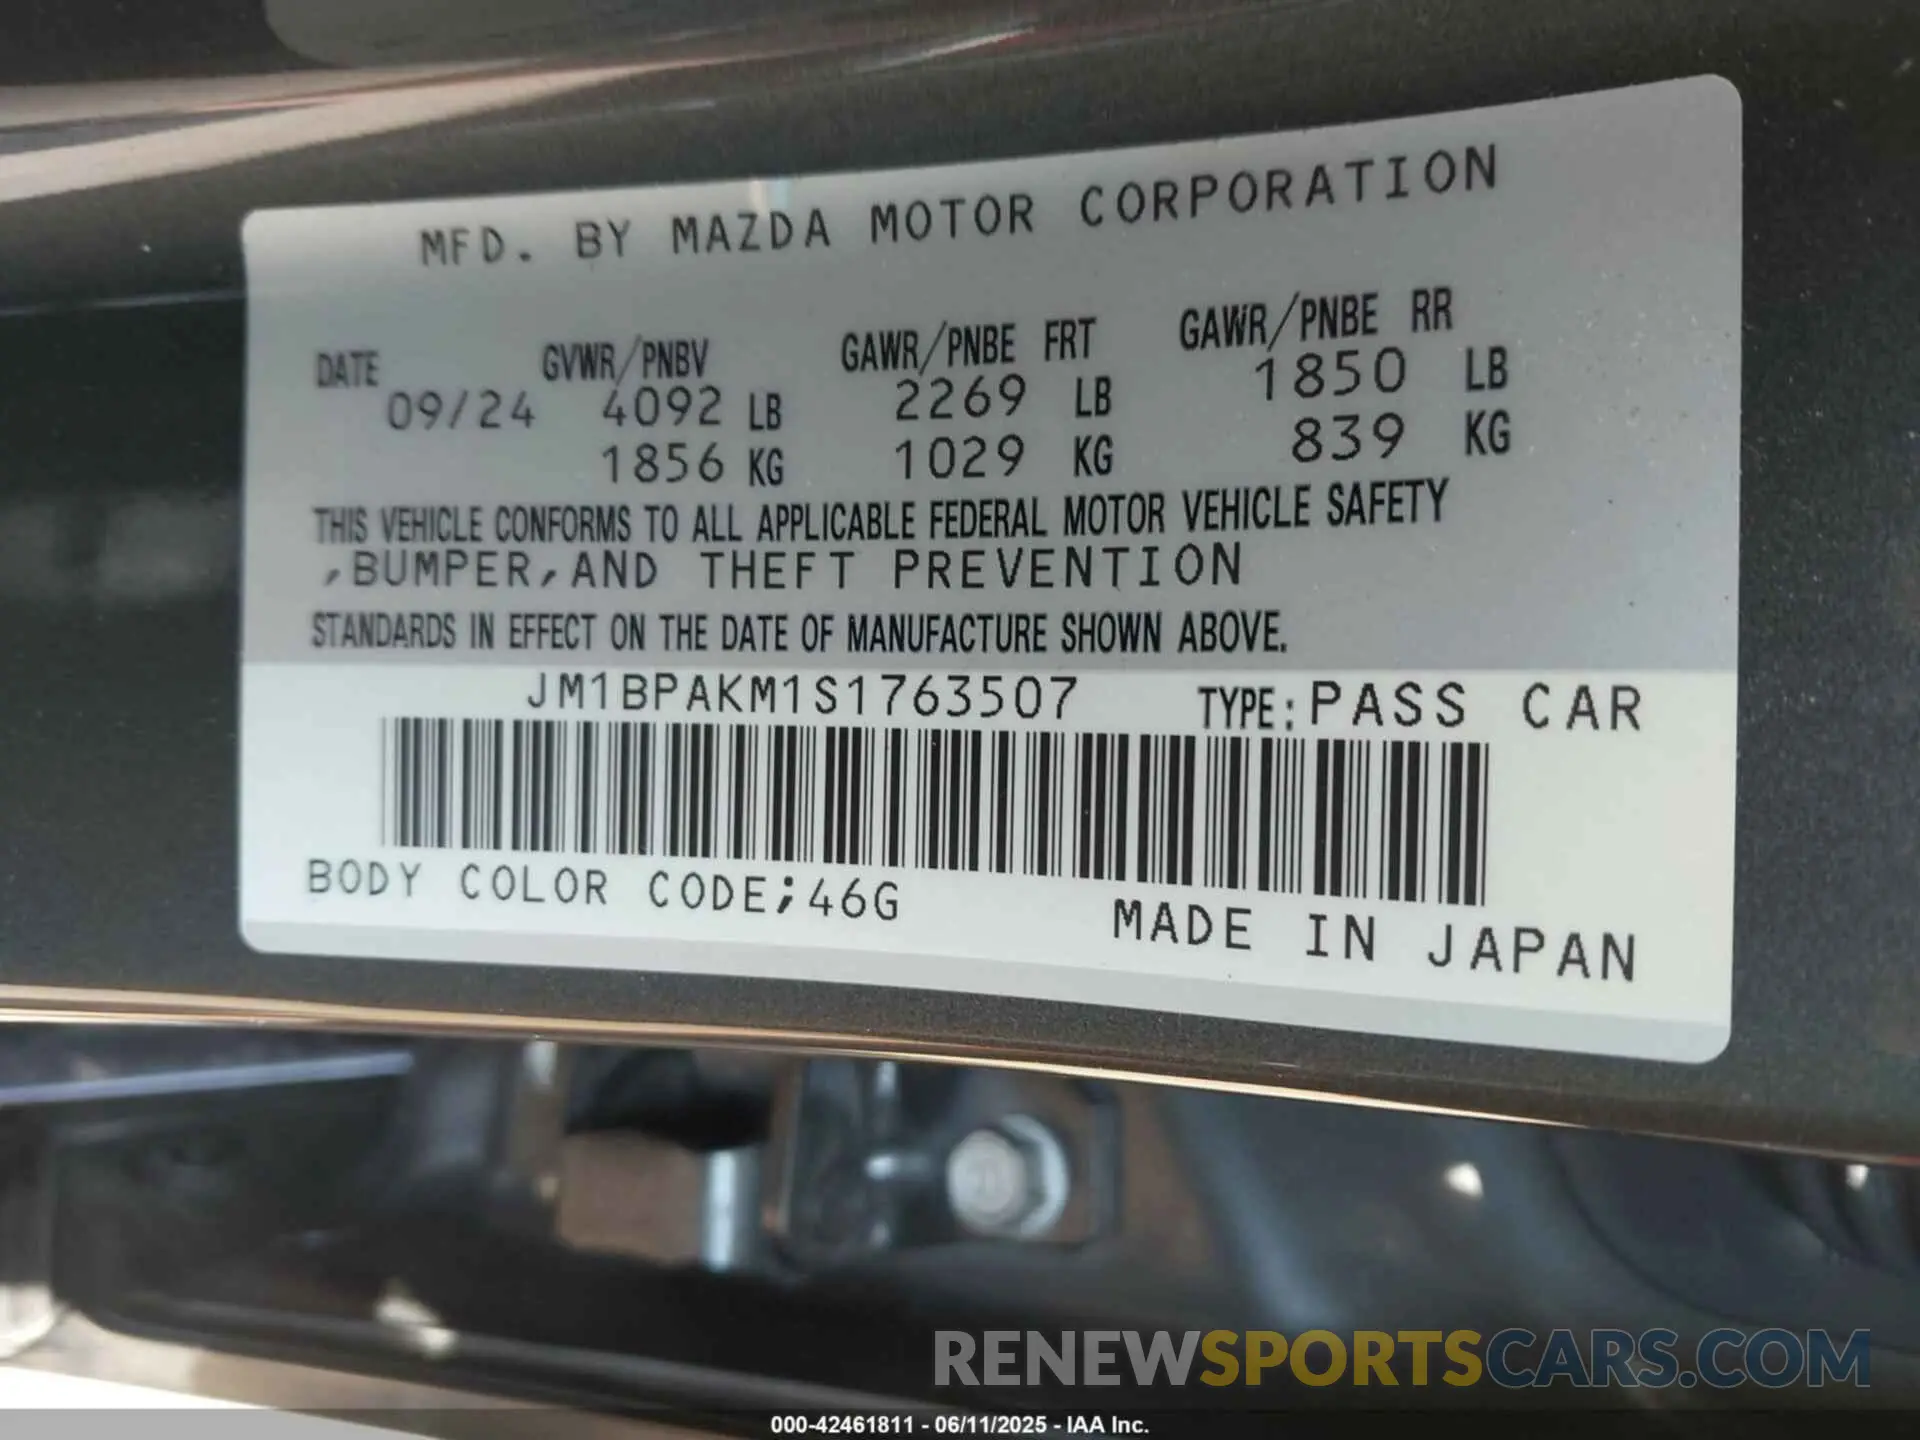 MFD. BY MAZDA MOTOR CORPORATION
DATE GVWR/PNBV GAWR/PNBE FRT GAWR/PNBE RR
09/24 4092 LB 2269 LB 1850 LB
1856 KG 1029 KG 839 KG
THIS VEHICLE CONFORMS TO ALL APPLICABLE FEDERAL MOTOR VEHICLE SAFETY
,BUMPER,AND THEFT PREVENTION
STANDARDS IN EFFECT ON THE DATE OF MANUFACTURE SHOWN ABOVE.
JM1BPAKM1S1763507 TYPE:PASS CAR
BODY COLOR CODE;46G
MADE IN JAPAN
RENEWSPORTSCARS.COM
000-42461811 - 06/11/2025 - IAA Inc.